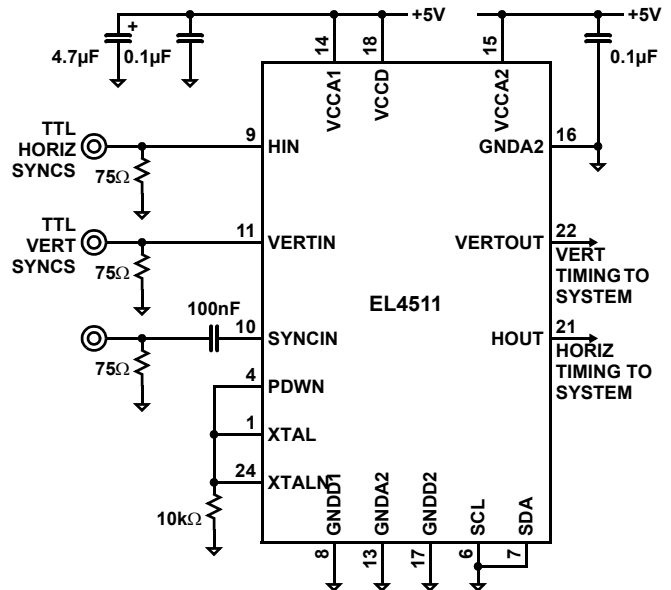 +5V
+5V
4.7µF
+
0.1µF
14
18
15
0.1µF
VCCA1
VCCD
VCCA2
TTL
HORIZ
SYNCS
9
HIN
GNDA2
16
75Ω
TTL
VERT
SYNCS
11
VERTIN
VERTOUT
22
VERT
TIMING TO
SYSTEM
75Ω
100nF
EL4511
10
SYNCIN
HOUT
21
HORIZ
TIMING TO
SYSTEM
75Ω
4
PDWN
1
XTAL
24
XTALN
10kΩ
GNDD1
GNDA2
GNDD2
SCL
SDA
8
13
17
6
7